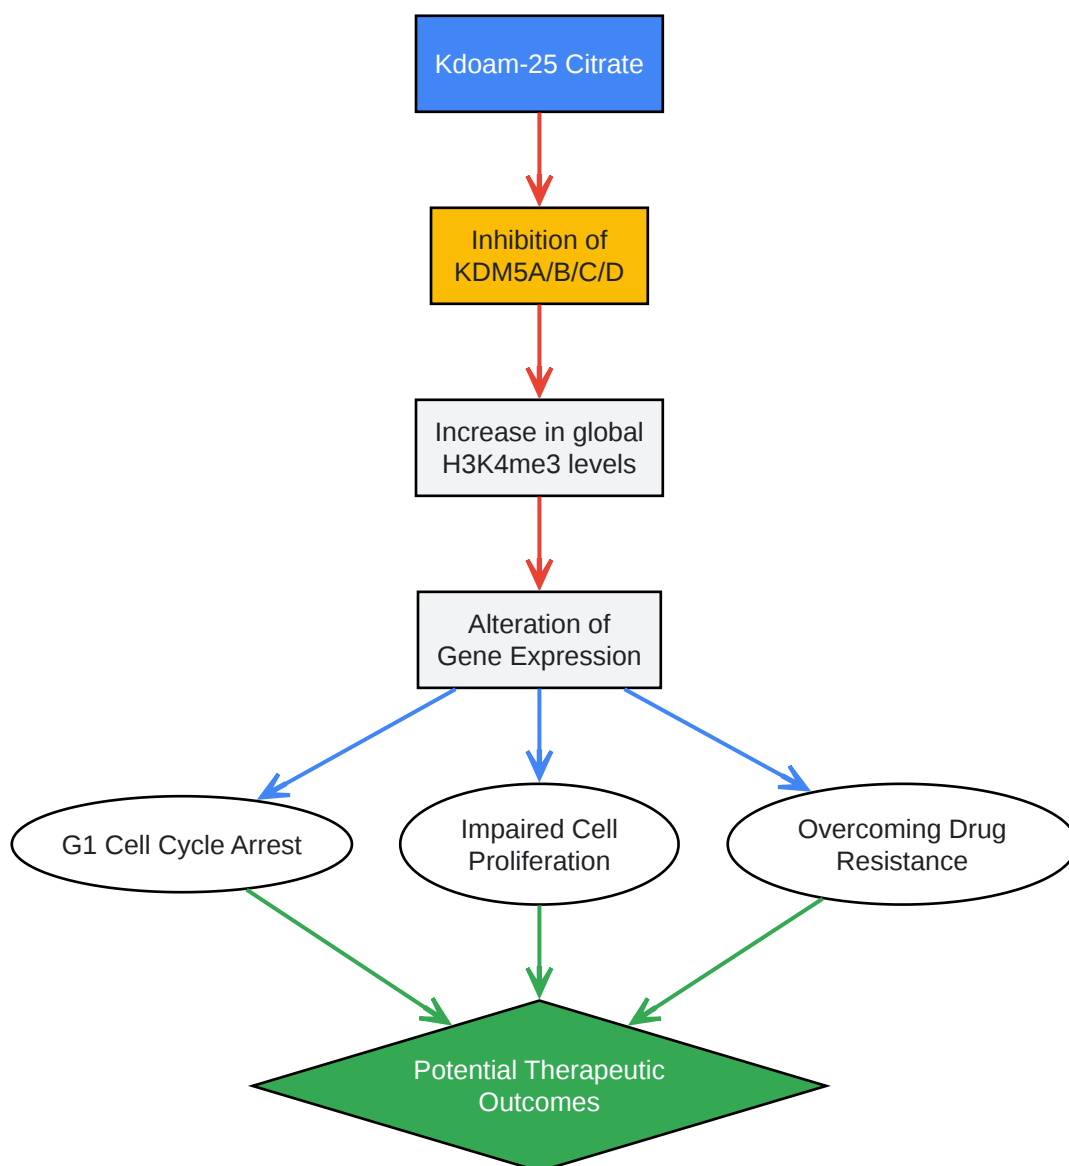 Kdoam-25 Citrate
Inhibition of
KDM5A/B/C/D
Increase in global
H3K4me3 levels
Alteration of
Gene Expression
G1 Cell Cycle Arrest
Impaired Cell
Proliferation
Overcoming Drug
Resistance
Potential Therapeutic
Outcomes